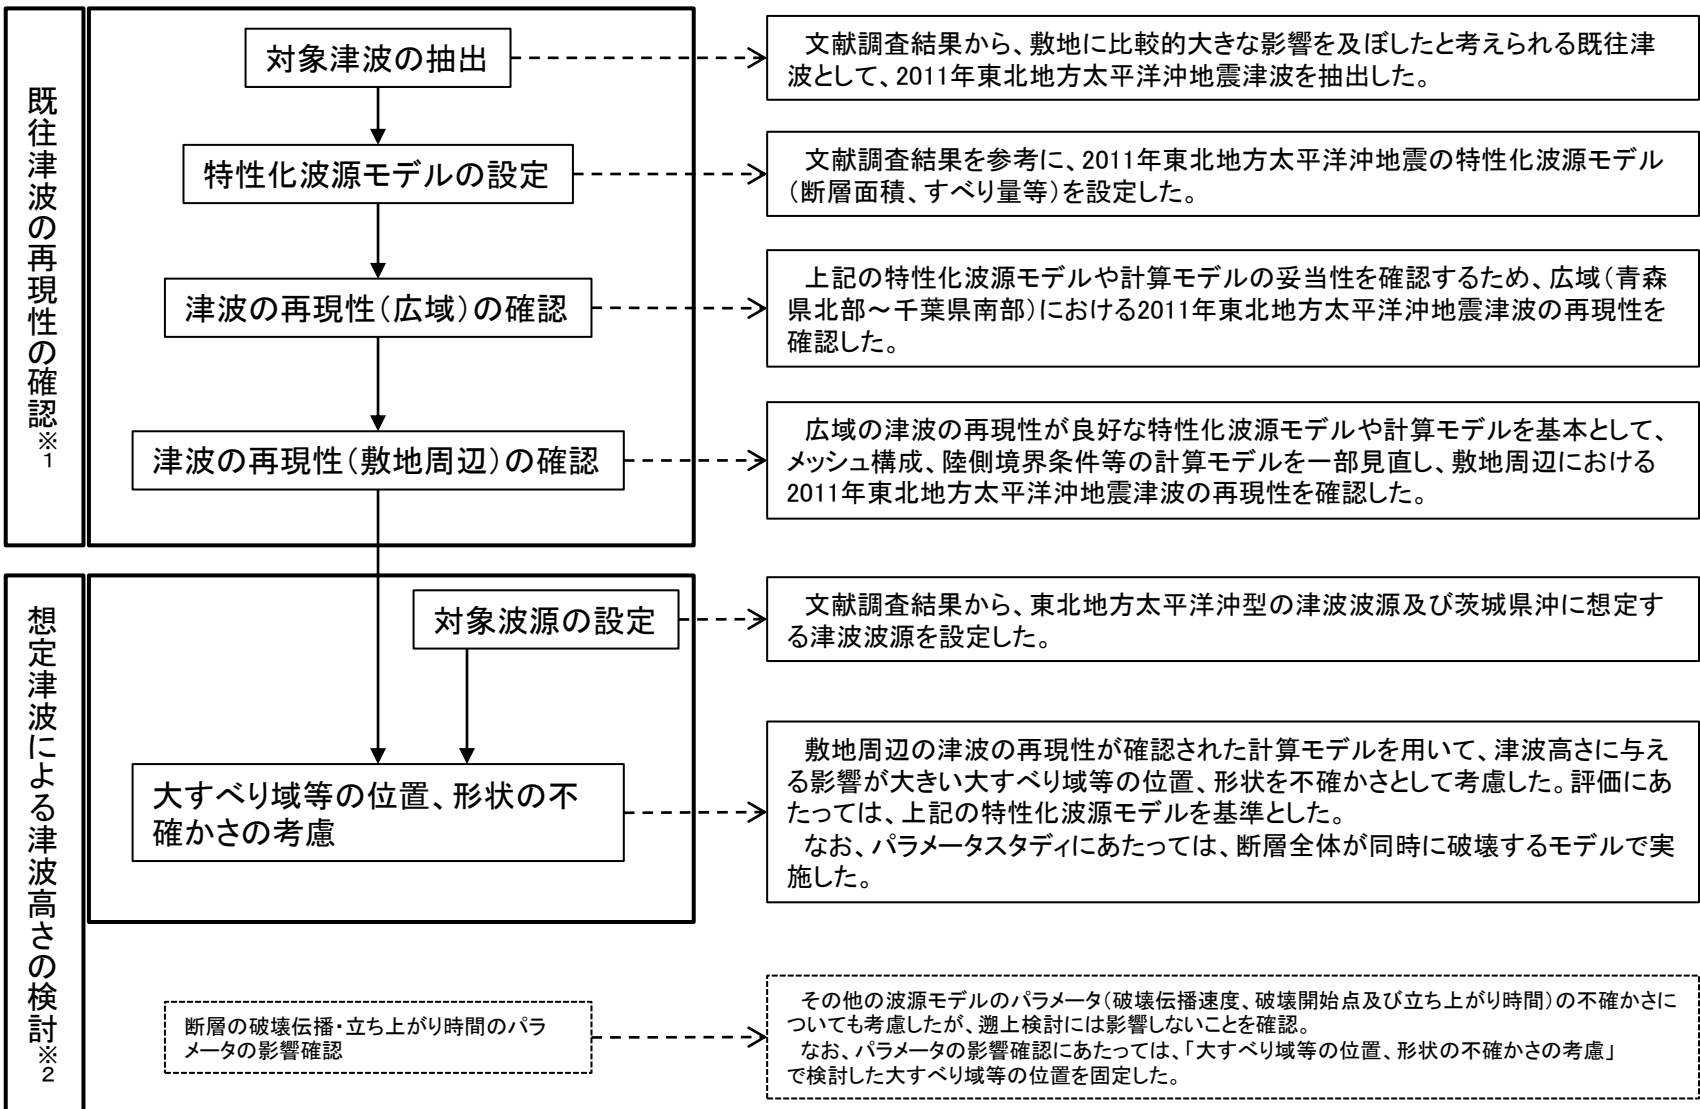 既往津波の再現性の確認※1
対象津波の抽出
文献調査結果から、敷地に比較的大きな影響を及ぼしたと考えられる既往津
波として、2011年東北地方太平洋沖地震津波を抽出した。
特性化波源モデルの設定
文献調査結果を参考に、2011年東北地方太平洋沖地震の特性化波源モデル
（断層面積、すべり量等）を設定した。
津波の再現性（広域）の確認
上記の特性化波源モデルや計算モデルの妥当性を確認するため、広域（青森
県北部～千葉県南部）における2011年東北地方太平洋沖地震津波の再現性を
確認した。
津波の再現性（敷地周辺）の確認
広域の津波の再現性が良好な特性化波源モデルや計算モデルを基本として、
メッシュ構成、陸側境界条件等の計算モデルを一部見直し、敷地周辺における
2011年東北地方太平洋沖地震津波の再現性を確認した。
想定津波による津波高さの検討※2
対象波源の設定
文献調査結果から、東北地方太平洋沖型の津波波源及び茨城県沖に想定す
る津波波源を設定した。
大すべり域等の位置、形状の不
確かさの考慮
敷地周辺の津波の再現性が確認された計算モデルを用いて、津波高さに与え
る影響が大きい大すべり域等の位置、形状を不確かさとして考慮した。評価にあ
たっては、上記の特性化波源モデルを基準とした。
なお、パラメータスタディにあたっては、断層全体が同時に破壊するモデルで実
施した。
断層の破壊伝播・立ち上がり時間のパラ
メータの影響確認
その他の波源モデルのパラメータ（破壊伝播速度、破壊開始点及び立ち上がり時間）の不確かさに
ついても考慮したが、遡上検討には影響しないことを確認。
なお、パラメータの影響確認にあたっては、「大すべり域等の位置、形状の不確かさの考慮」
で検討した大すべり域等の位置を固定した。